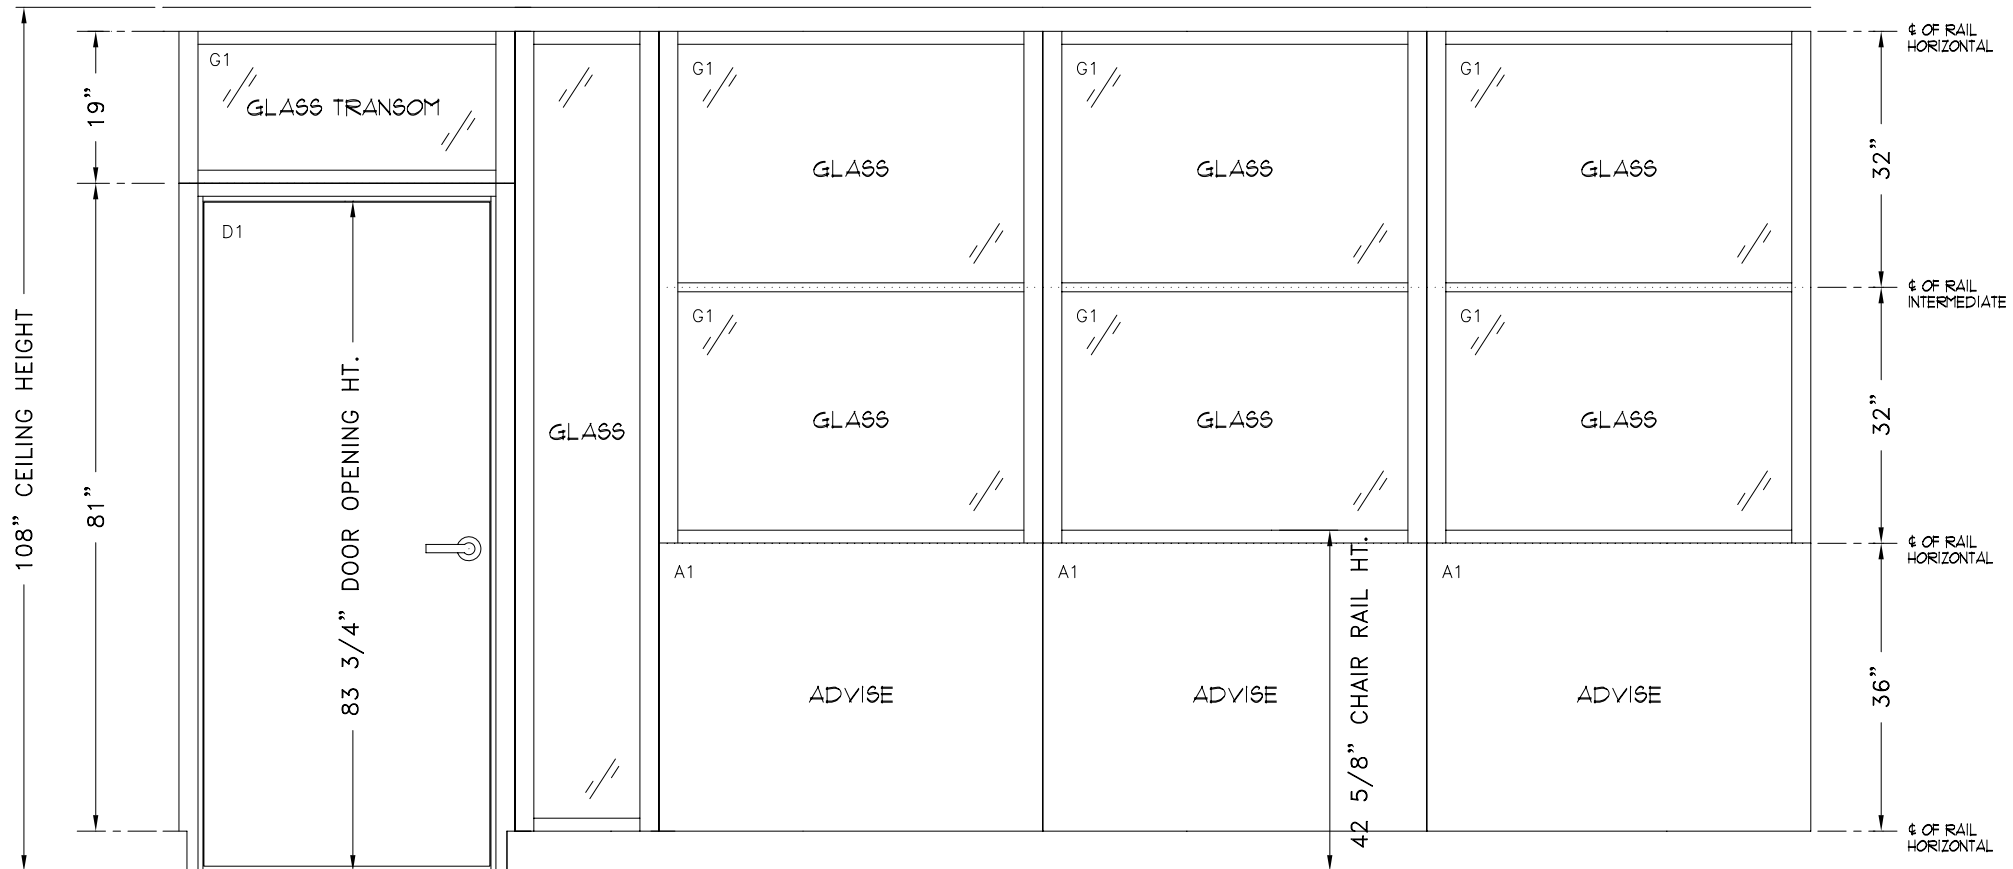 ℄ OF RAIL
HORIZONTAL
G1
GLASS TRANSOM
G1
G1
G1
19”
32”
GLASS
GLASS
GLASS
D1
℄ OF RAIL
INTERMEDIATE
G1
G1
G1
108” CEILING HEIGHT
81”
83 3/4” DOOR OPENING HT.
GLASS
GLASS
GLASS
GLASS
32”
℄ OF RAIL
HORIZONTAL
A1
A1
A1
ADVISE
ADVISE
42 5/8” CHAIR RAIL HT.
ADVISE
36”
℄ OF RAIL
HORIZONTAL